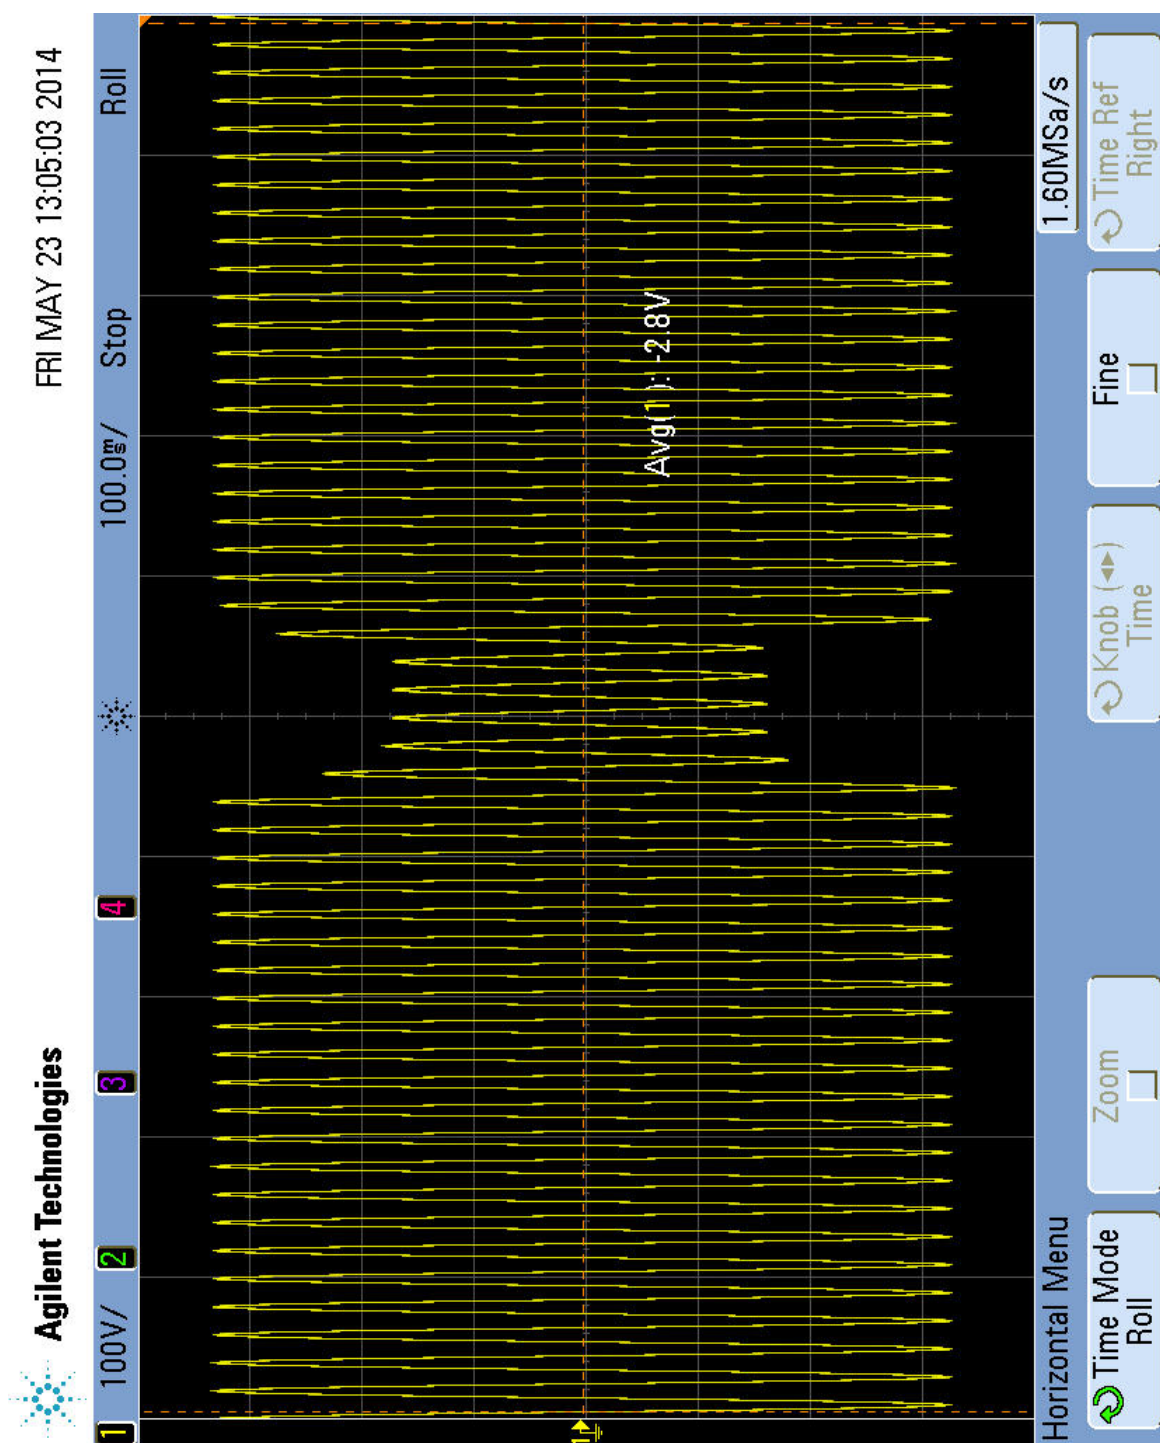 Agilent Technologies
FRI MAY 23 13:05:03 2014
1 100V/ 2 3 4 100.0ms/ Stop Roll
1
Avg(1): -2.8V
Horizontal Menu
1.60MSa/s
Time Mode
Roll
Zoom
Knob (◄►)
Time
Fine
Time Ref
Right